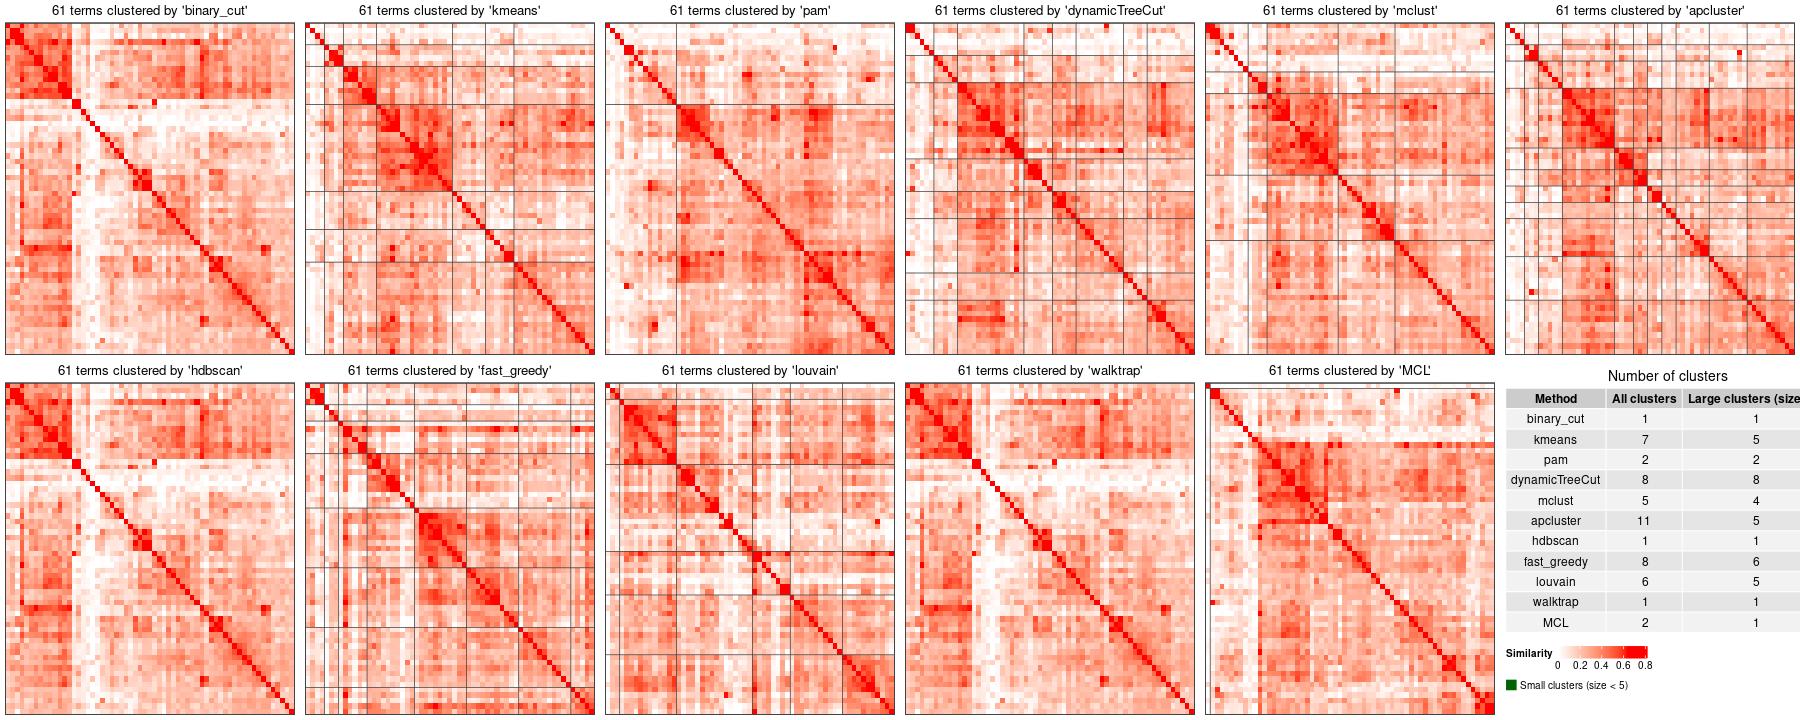 61 terms clustered by 'binary_cut'
61 terms clustered by 'kmeans'
61 terms clustered by 'pam'
61 terms clustered by 'dynamicTreeCut'
61 terms clustered by 'mclust'
61 terms clustered by 'apcluster'
61 terms clustered by 'hdbscan'
61 terms clustered by 'fast_greedy'
61 terms clustered by 'louvain'
61 terms clustered by 'walktrap'
61 terms clustered by 'MCL'
Number of clusters
Method All clusters Large clusters (size
binary_cut 1 1
kmeans 7 5
pam 2 2
dynamicTreeCut 8 8
mclust 5 4
apcluster 11 5
hdbscan 1 1
fast_greedy 8 6
louvain 6 5
walktrap 1 1
MCL 2 1
Similarity
0 0.2 0.4 0.6 0.8
Small clusters (size < 5)